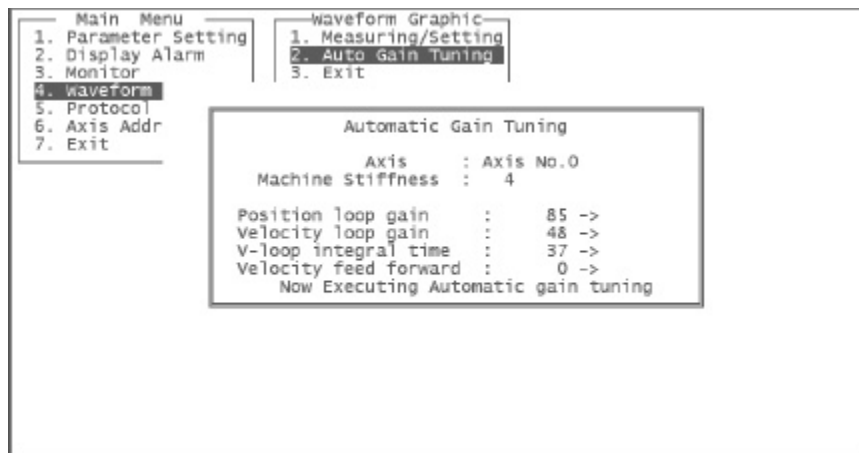 Main Menu
1. Parameter Setting
2. Display Alarm
3. Monitor
4. Waveform
5. Protocol
6. Axis Addr
7. Exit
Waveform Graphic
1. Measuring/Setting
2. Auto Gain Tuning
3. Exit
Automatic Gain Tuning
Axis : Axis No.0
Machine Stiffness : 4
Position loop gain : 85 ->
Velocity loop gain : 48 ->
V-loop integral time : 37 ->
Velocity feed forward : 0 ->
Now Executing Automatic gain tuning